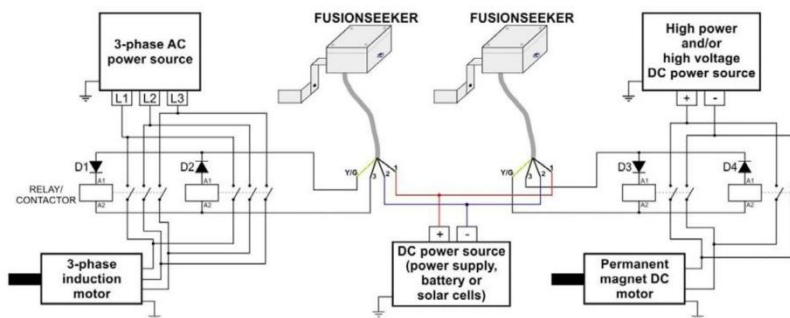 FUSIONSEEKER
FUSIONSEEKER
3-phase AC
power source
L1 L2 L3
High power
and/or
high voltage
DC power source
+ -
D1
D2
Y/G
3 2 1
Y/G
3 2 1
D3
D4
A1
A1
A1
A1
RELAY/
CONTACTOR
A2
A2
A2
A2
+ -
DC power source
(power supply,
battery or
solar cells)
3-phase
induction
motor
Permanent
magnet DC
motor